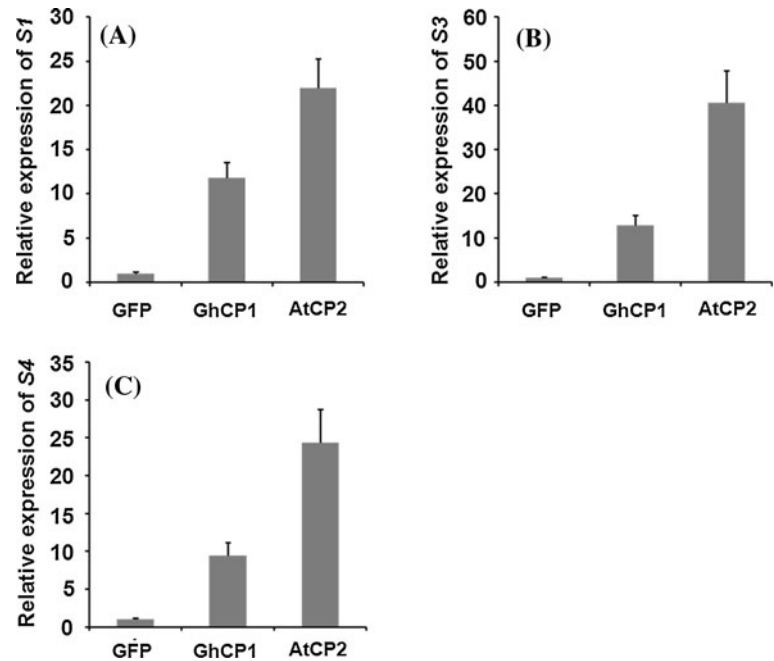 (A)
Relative expression of S1
30
25
20
15
10
5
0
GFP GhCP1 AtCP2
(B)
Relative expression of S3
60
50
40
30
20
10
0
GFP GhCP1 AtCP2
(C)
Relative expression of S4
35
30
25
20
15
10
5
0
GFP GhCP1 AtCP2